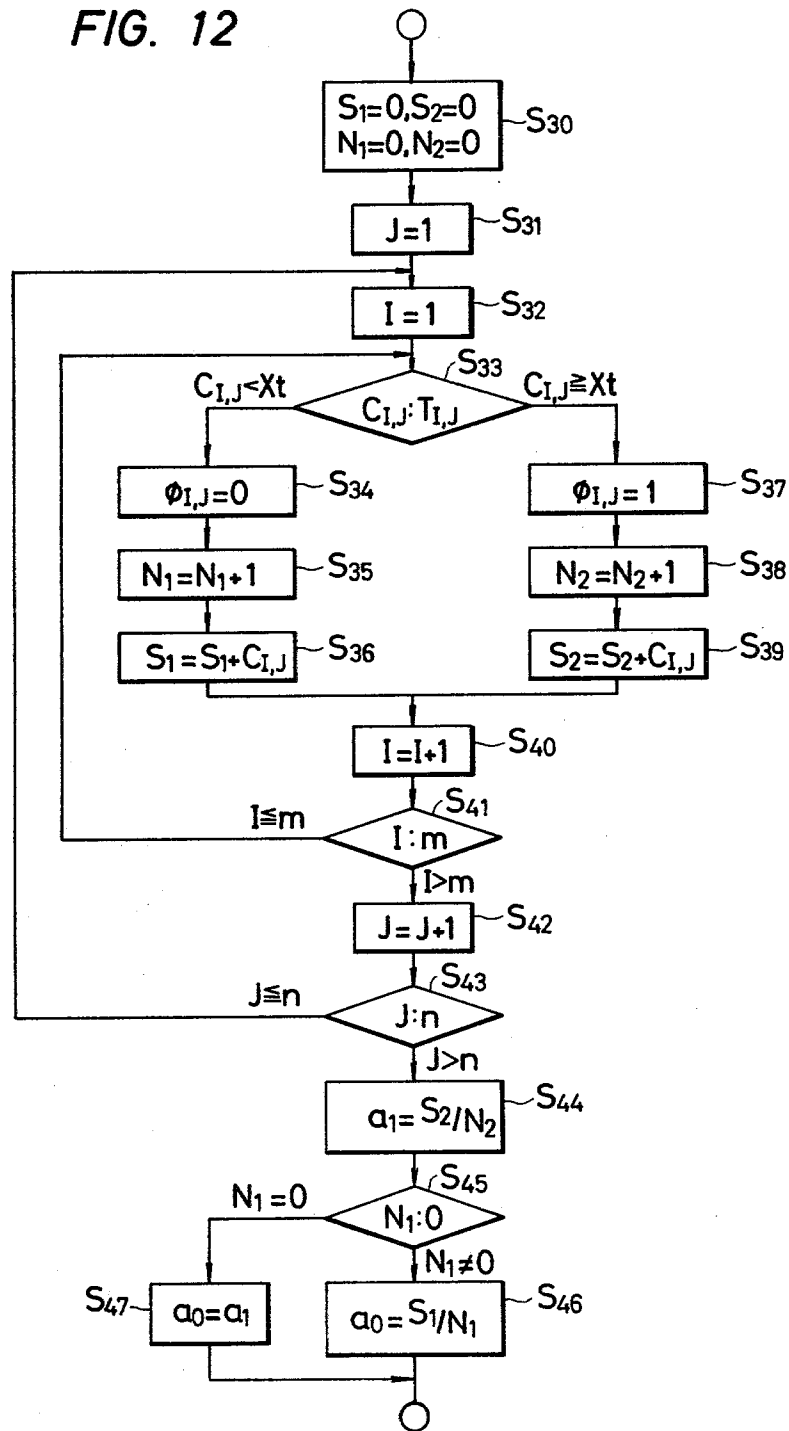 FIG. 12
S1=0,S2=0
N1=0,N2=0
S30
J=1
S31
I=1
S32
S33
CI,J<Xt
CI,J:TI,J
CI,J≧Xt
φI,J=0
S34
φI,J=1
S37
N1=N1+1
S35
N2=N2+1
S38
S1=S1+CI,J
S36
S2=S2+CI,J
S39
I=I+1
S40
S41
I≦m
I:m
I>m
J=J+1
S42
S43
J≦n
J:n
J>n
a1=S2/N2
S44
S45
N1=0
N1:0
N1≠0
S47
a0=a1
a0=S1/N1
S46